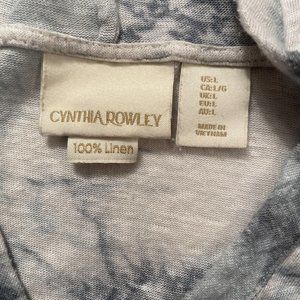 CYNTHIA ROWLEY
100% Linen
US:L
CA:L/G
UK:L
EU:L
AU:L
MADE IN
VIETNAM